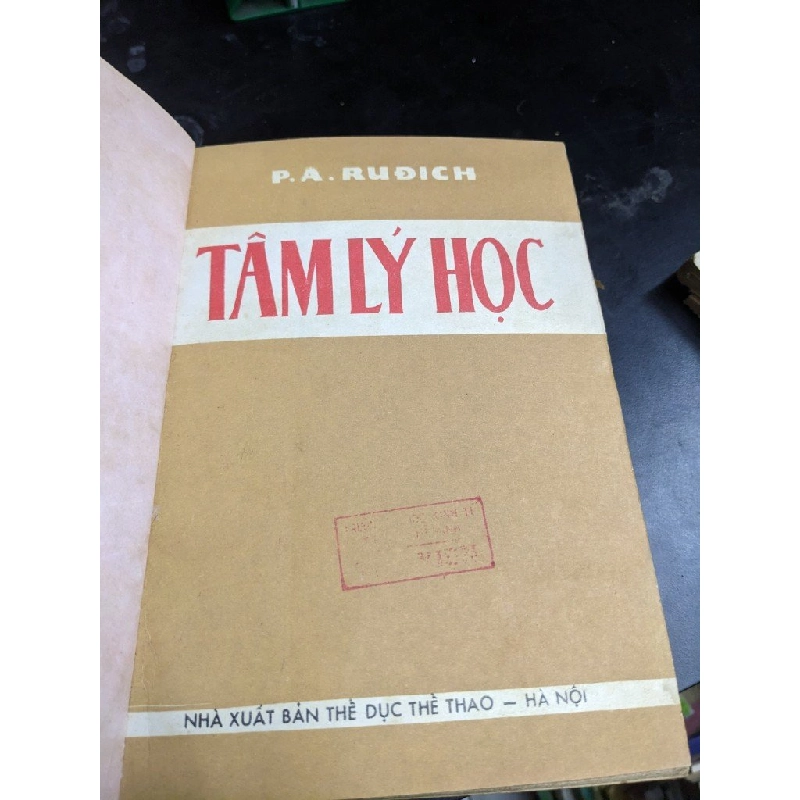 P.A. RUĐICH
TÂM LÝ HỌC
NHÀ XUẤT BẢN THỂ DỤC THỂ THAO – HÀ NỘI